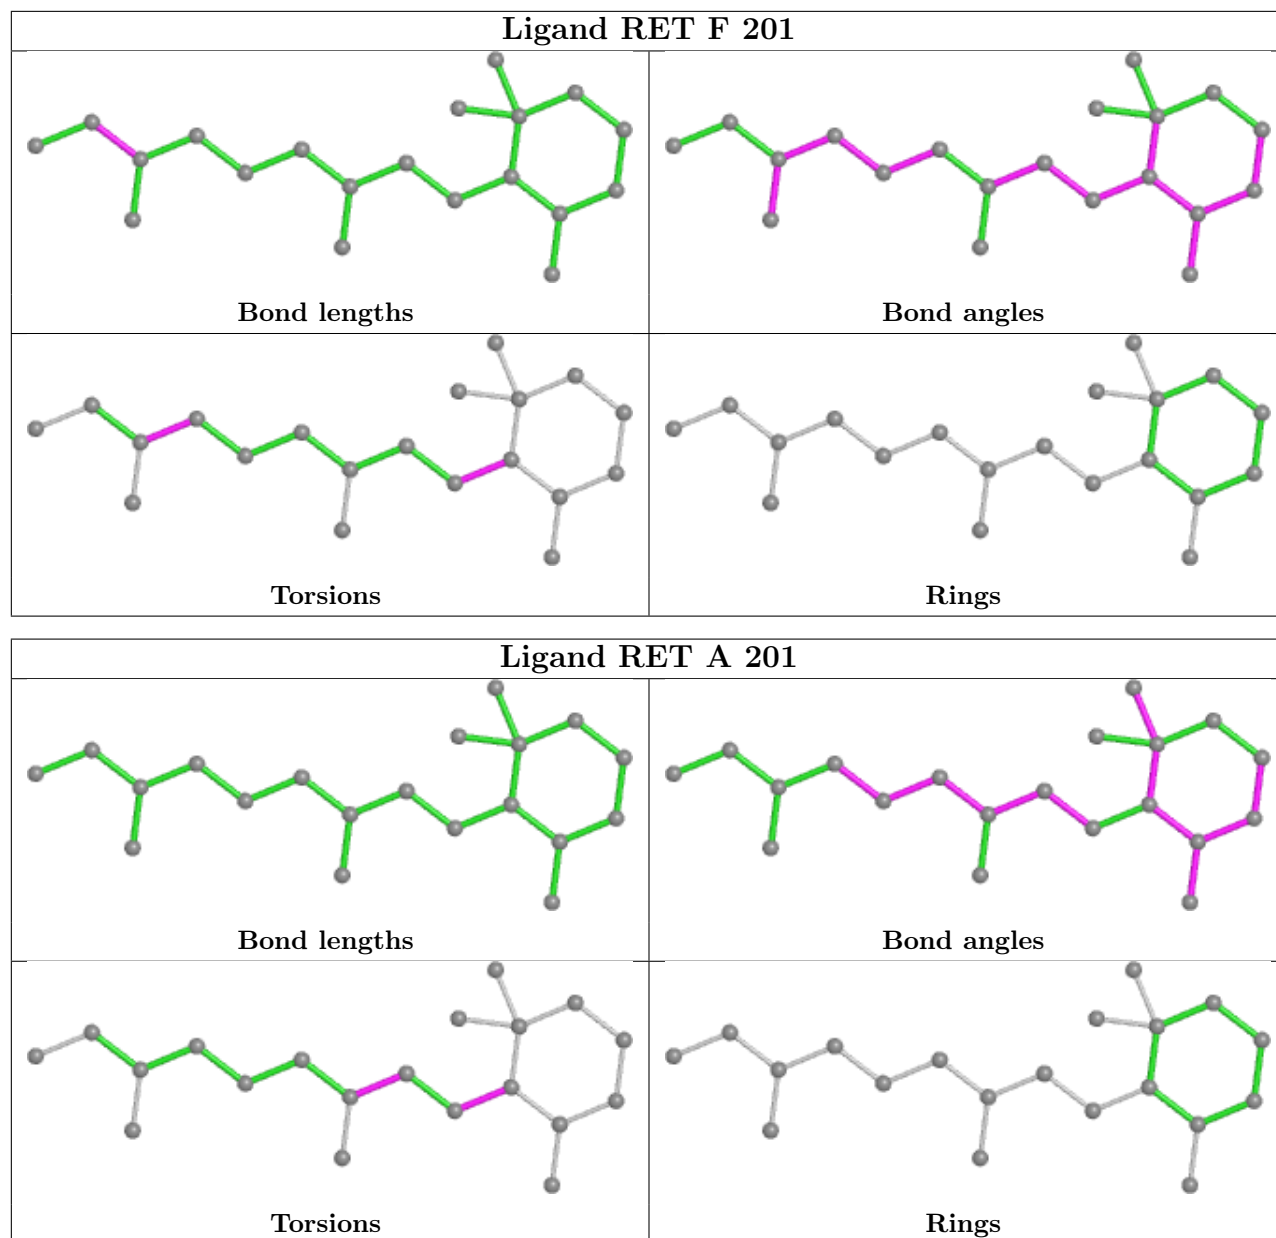 Ligand RET F 201
Bond lengths
Bond angles
Torsions
Rings
Ligand RET A 201
Bond lengths
Bond angles
Torsions
Rings